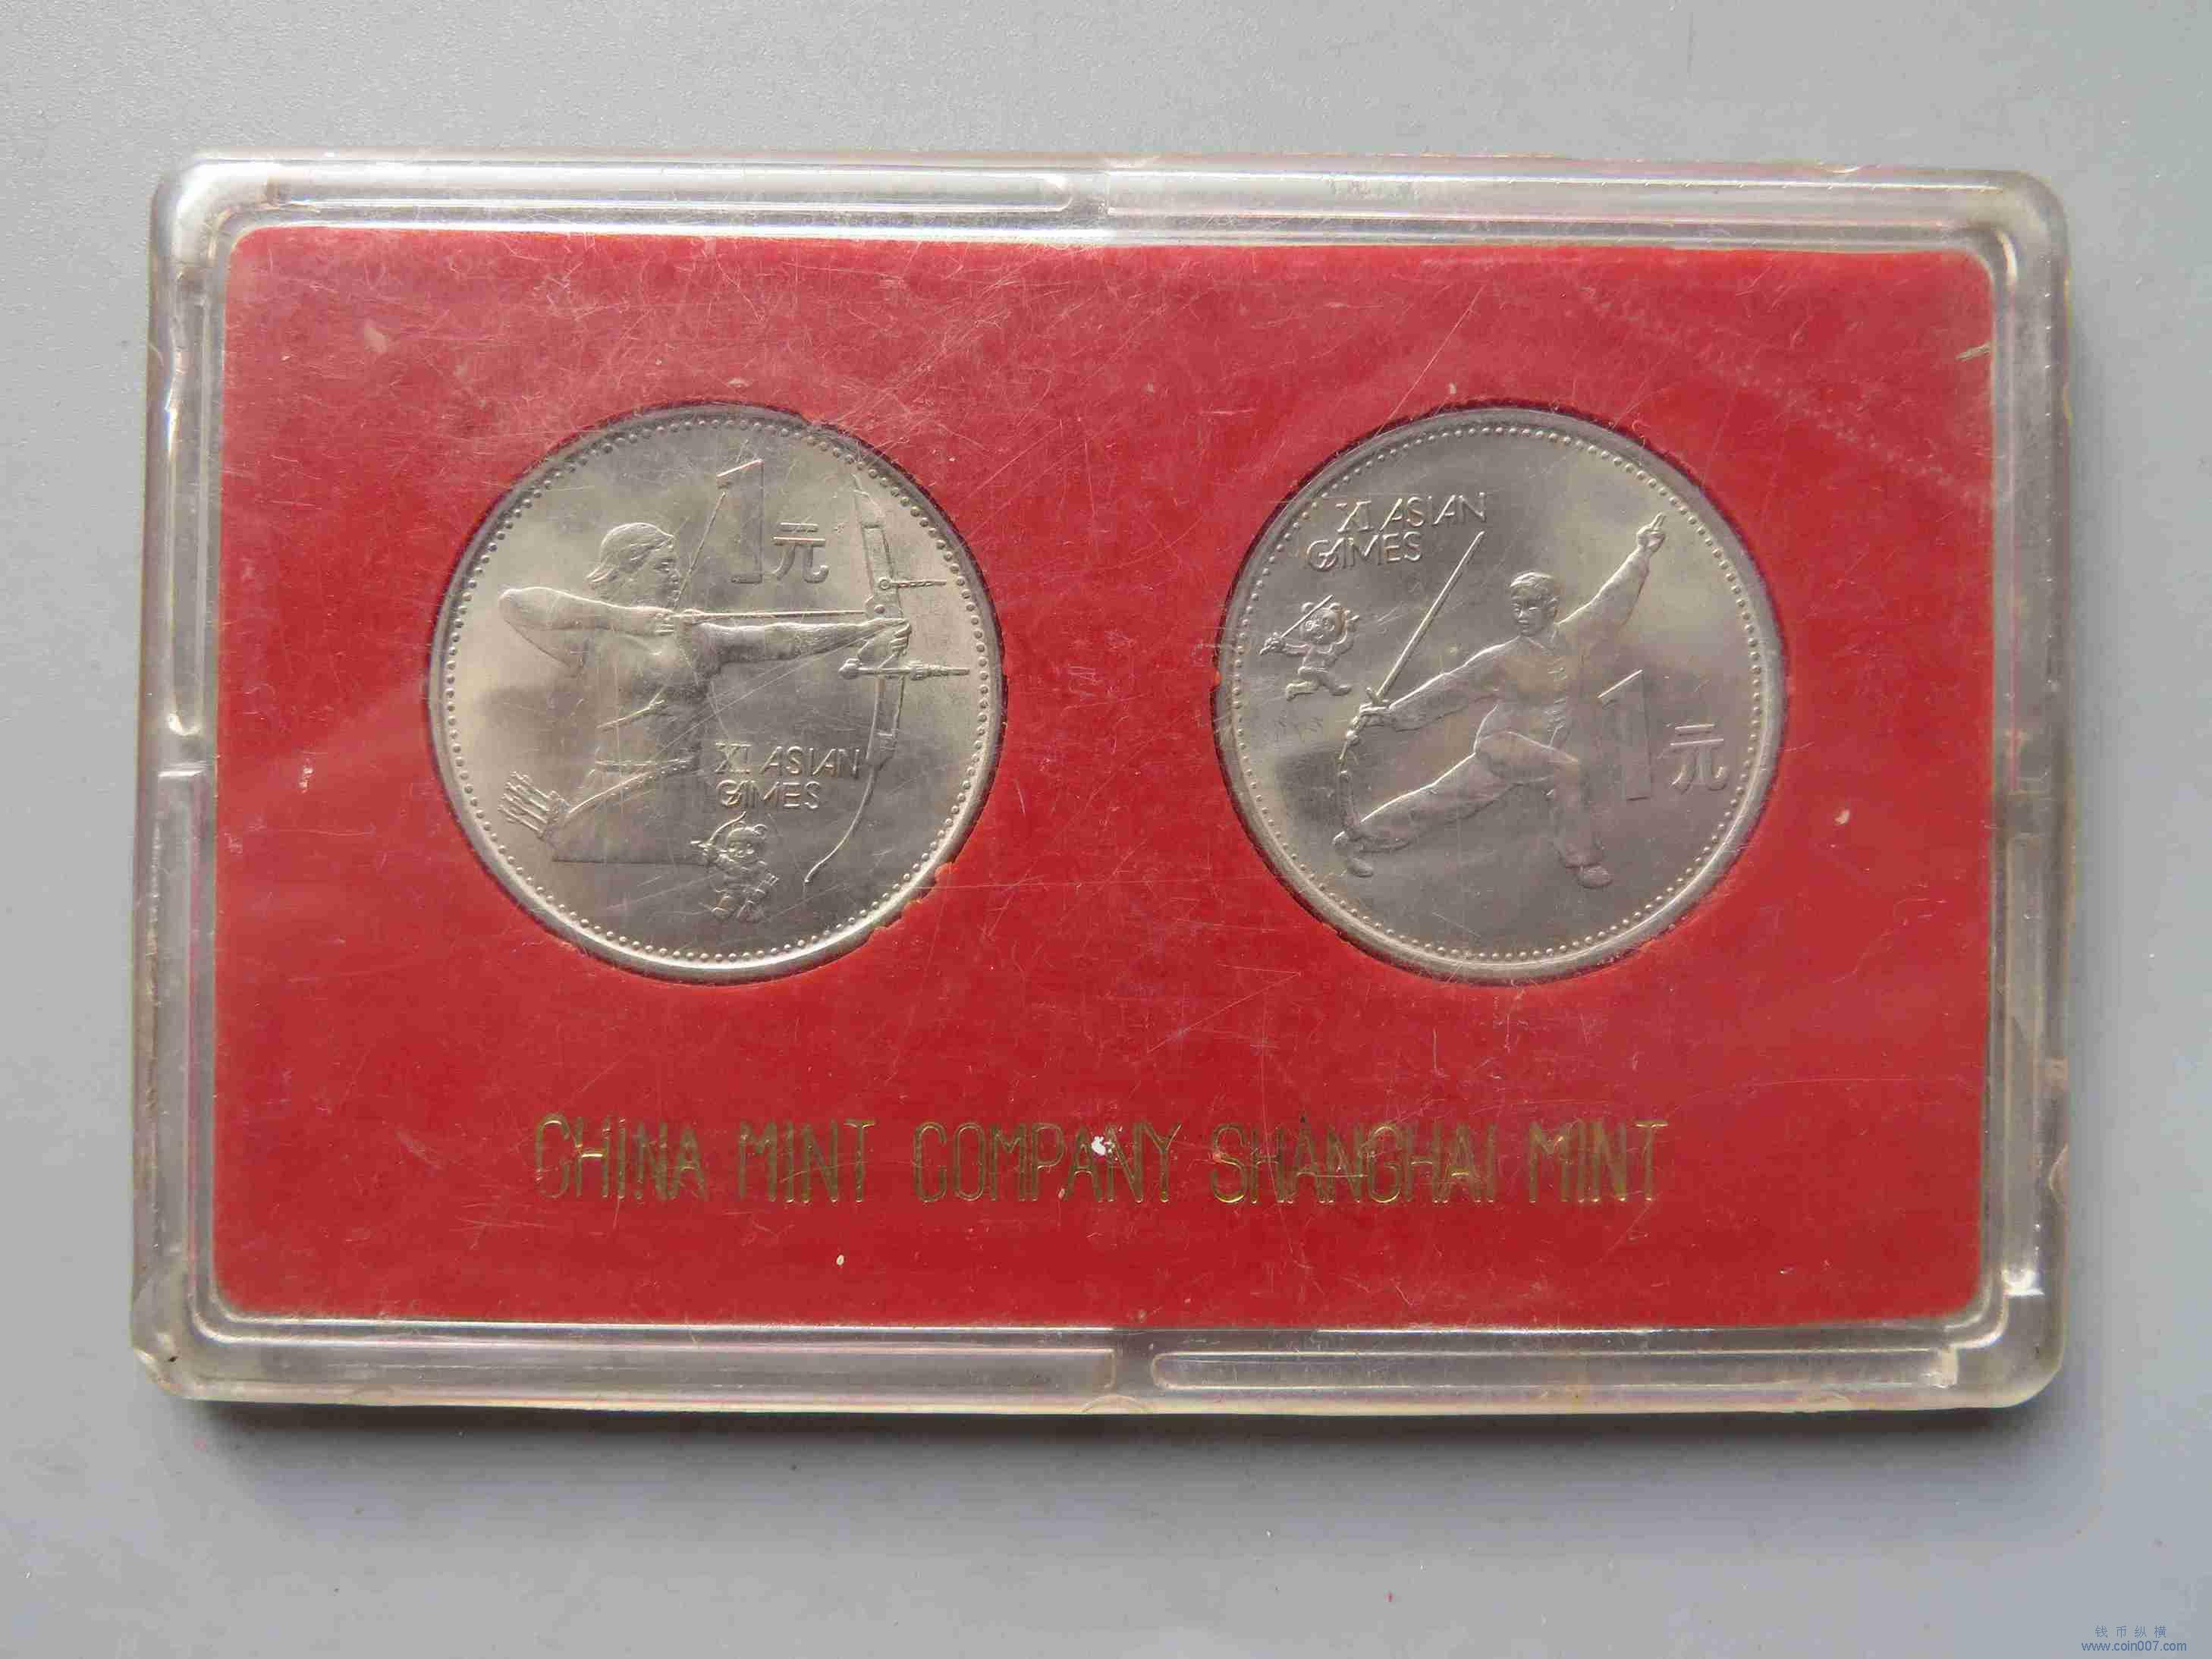 1元
XI ASIAN
GAMES
XI ASIAN
GAMES
1元
CHINA MINT COMPANY SHANGHAI MINT
钱币纵横
www.coin007.com